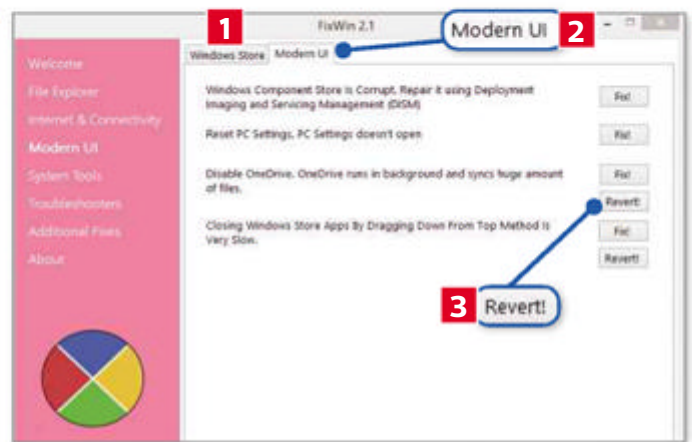 FixWin 2.1
1
Modern UI
2
Windows Store
Modern UI
Welcome
File Explorer
Internet & Connectivity
Modern UI
System Tools
Troubleshooters
Additional Fixes
About
Windows Component Store is Corrupt. Repair it using Deployment
Imaging and Servicing Management (DISM)
Fix!
Reset PC Settings. PC Settings doesn't open
Fix!
Disable OneDrive. OneDrive runs in background and syncs huge amount
of files.
Fix!
Revert!
Closing Windows Store Apps By Dragging Down From Top Method is
Very Slow.
Fix!
Revert!
3
Revert!